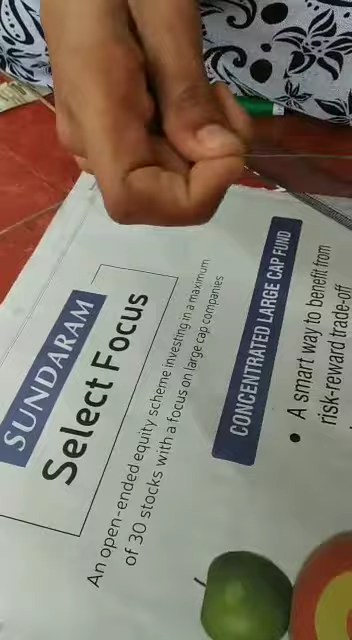 SUNDARAM
Select Focus
An open-ended equity scheme investing in a maximum
of 30 stocks with a focus on large cap companies
CONCENTRATED LARGE CAP FUND
• A smart way to benefit from
risk-reward trade-off